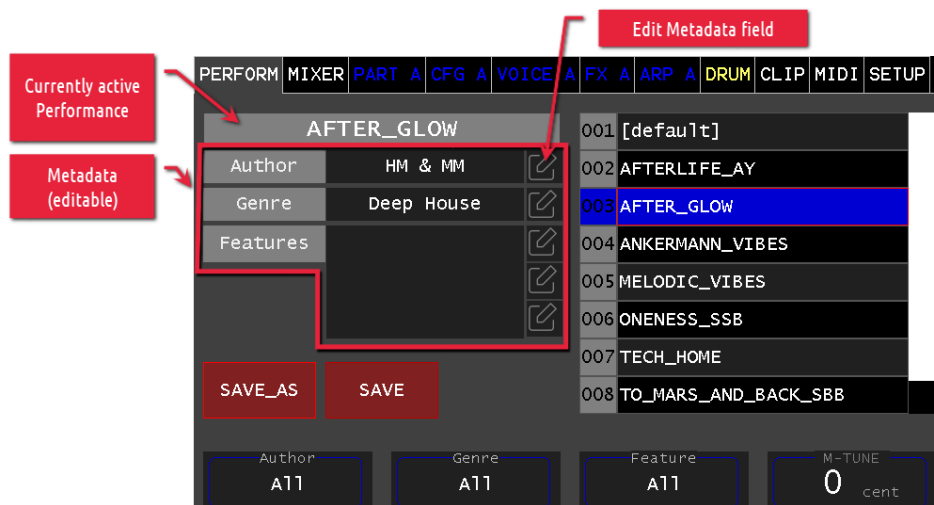 Edit Metadata field
Currently active
Performance
Metadata
(editable)
PERFORM MIXER PART A CFG A VOICE A FX A ARP A DRUM CLIP MIDI SETUP
AFTER_GLOW
Author HM & MM
Genre Deep House
Features
001 [default]
002 AFTERLIFE_AY
003 AFTER_GLOW
004 ANKERMANN_VIBES
005 MELODIC_VIBES
006 ONENESS_SSB
007 TECH_HOME
008 TO_MARS_AND_BACK_SBB
SAVE_AS SAVE
Author
All
Genre
All
Feature
All
M-TUNE
0 cent